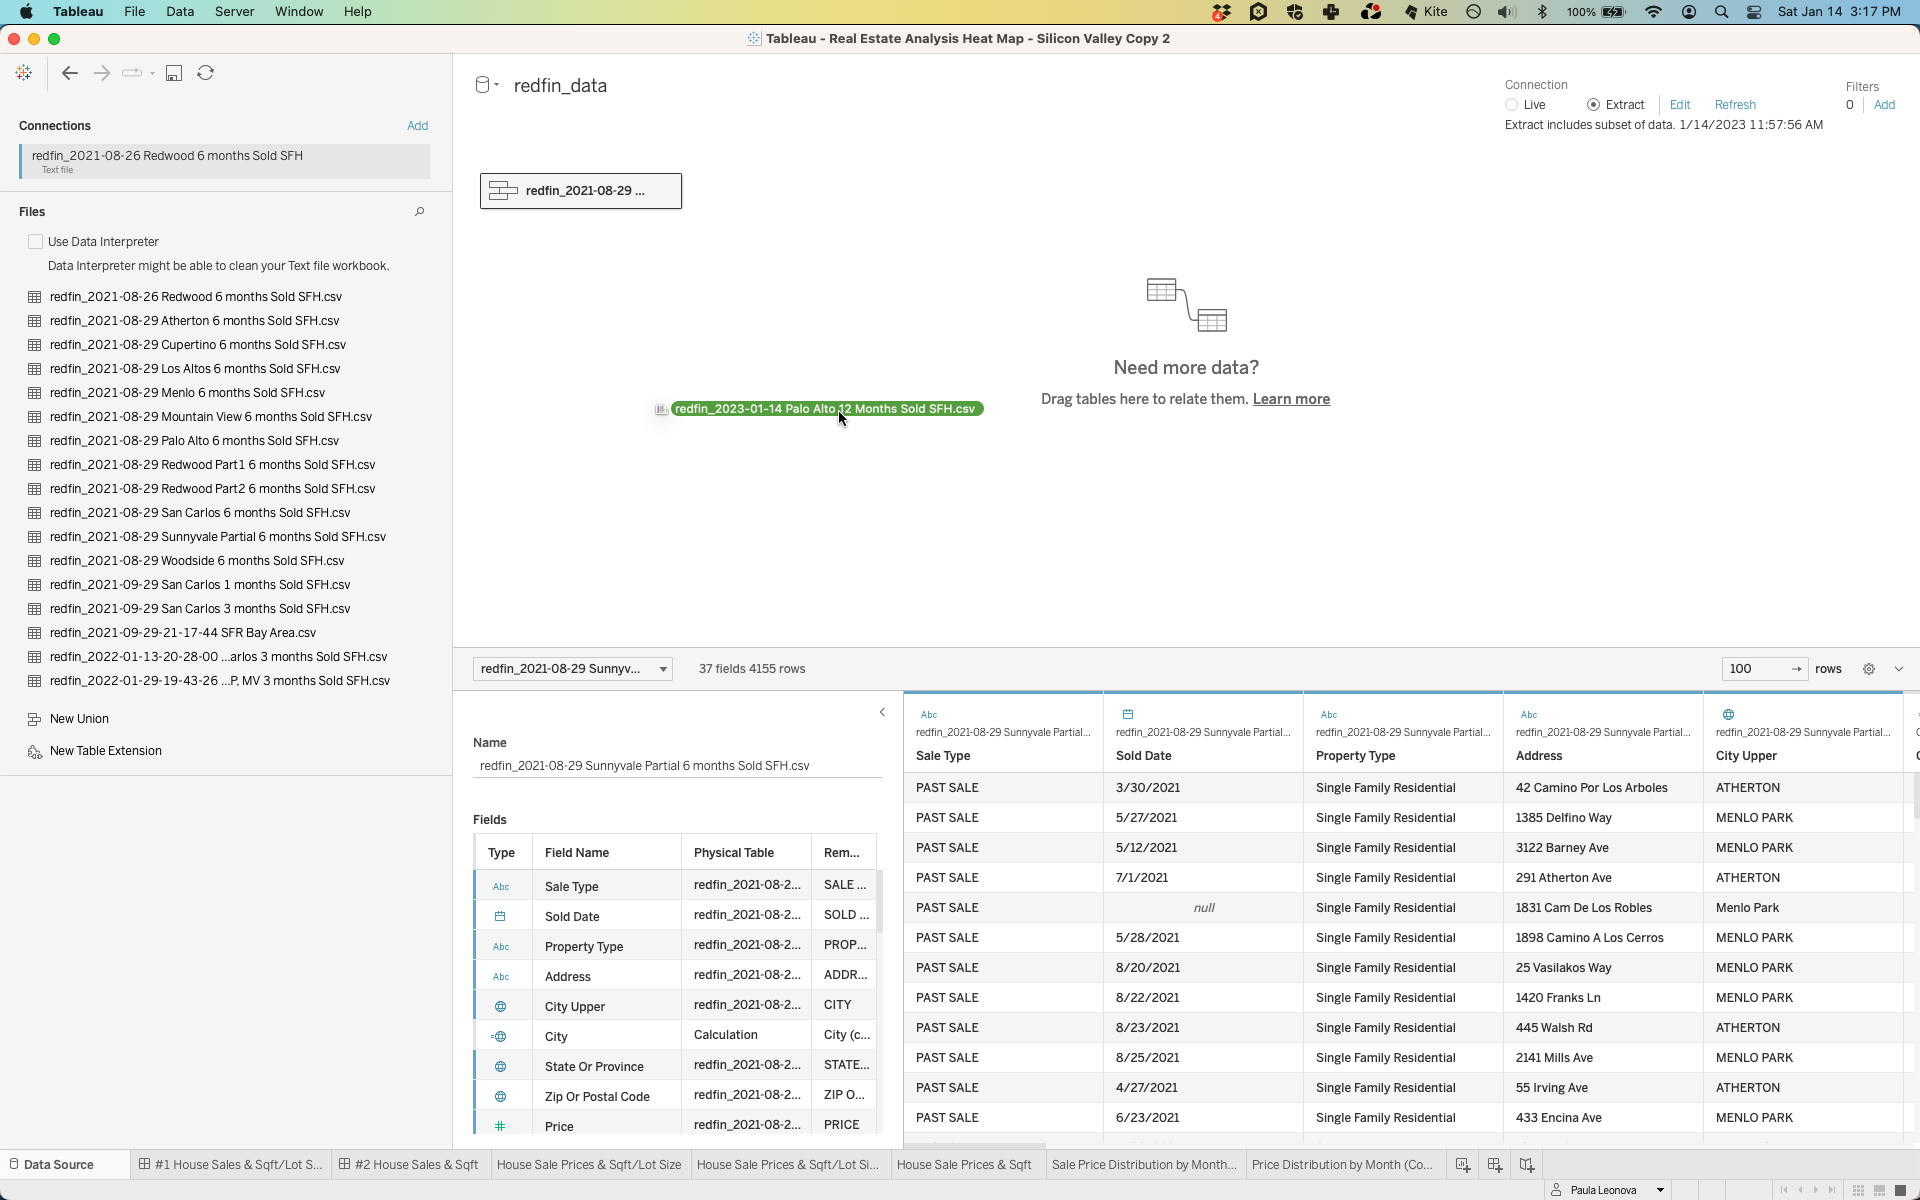 Tableau File Data Server Window Help
4 Kite 100% Sat Jan 14 3:17 PM
Tableau - Real Estate Analysis Heat Map - Silicon Valley Copy 2
redfin_data
Connection
Live Extract Edit Refresh
Extract includes subset of data. 1/14/2023 11:57:56 AM
Filters
0 Add
Connections Add
redfin_2021-08-26 Redwood 6 months Sold SFH
Text file
Files
Use Data Interpreter
Data Interpreter might be able to clean your Text file workbook.
redfin_2021-08-26 Redwood 6 months Sold SFH.csv
redfin_2021-08-29 Atherton 6 months Sold SFH.csv
redfin_2021-08-29 Cupertino 6 months Sold SFH.csv
redfin_2021-08-29 Los Altos 6 months Sold SFH.csv
redfin_2021-08-29 Menlo 6 months Sold SFH.csv
redfin_2021-08-29 Mountain View 6 months Sold SFH.csv
redfin_2021-08-29 Palo Alto 6 months Sold SFH.csv
redfin_2021-08-29 Redwood Part1 6 months Sold SFH.csv
redfin_2021-08-29 Redwood Part2 6 months Sold SFH.csv
redfin_2021-08-29 San Carlos 6 months Sold SFH.csv
redfin_2021-08-29 Sunnyvale Partial 6 months Sold SFH.csv
redfin_2021-08-29 Woodside 6 months Sold SFH.csv
redfin_2021-09-29 San Carlos 1 months Sold SFH.csv
redfin_2021-09-29 San Carlos 3 months Sold SFH.csv
redfin_2021-09-29-21-17-44 SFR Bay Area.csv
redfin_2022-01-13-20-28-00 ...arlos 3 months Sold SFH.csv
redfin_2022-01-29-19-43-26 ...P, MV 3 months Sold SFH.csv
New Union
New Table Extension
redfin_2021-08-29 ...
Need more data?
Drag tables here to relate them. Learn more
redfin_2023-01-14 Palo Alto 12 Months Sold SFH.csv
redfin_2021-08-29 Sunnyv... 37 fields 4155 rows
100 rows
Name
redfin_2021-08-29 Sunnyvale Partial 6 months Sold SFH.csv
Fields
Type Field Name Physical Table Rem...
Abc Sale Type redfin_2021-08-2... SALE ...
Sold Date redfin_2021-08-2... SOLD ...
Abc Property Type redfin_2021-08-2... PROP...
Abc Address redfin_2021-08-2... ADDR...
City Upper redfin_2021-08-2... CITY
City Calculation City (c...
State Or Province redfin_2021-08-2... STATE...
Zip Or Postal Code redfin_2021-08-2... ZIP O...
Price redfin_2021-08-2... PRICE
Abc Abc Abc
redfin_2021-08-29 Sunnyvale Partial... redfin_2021-08-29 Sunnyvale Partial... redfin_2021-08-29 Sunnyvale Partial... redfin_2021-08-29 Sunnyvale Partial... redfin_2021-08-29 Sunnyvale Partial...
Sale Type Sold Date Property Type Address City Upper
PAST SALE 3/30/2021 Single Family Residential 42 Camino Por Los Arboles ATHERTON
PAST SALE 5/27/2021 Single Family Residential 1385 Delfino Way MENLO PARK
PAST SALE 5/12/2021 Single Family Residential 3122 Barney Ave MENLO PARK
PAST SALE 7/1/2021 Single Family Residential 291 Atherton Ave ATHERTON
PAST SALE null Single Family Residential 1831 Cam De Los Robles Menlo Park
PAST SALE 5/28/2021 Single Family Residential 1898 Camino A Los Cerros MENLO PARK
PAST SALE 8/20/2021 Single Family Residential 25 Vasilakos Way MENLO PARK
PAST SALE 8/22/2021 Single Family Residential 1420 Franks Ln MENLO PARK
PAST SALE 8/23/2021 Single Family Residential 445 Walsh Rd ATHERTON
PAST SALE 8/25/2021 Single Family Residential 2141 Mills Ave MENLO PARK
PAST SALE 4/27/2021 Single Family Residential 55 Irving Ave ATHERTON
PAST SALE 6/23/2021 Single Family Residential 433 Encina Ave MENLO PARK
Data Source #1 House Sales & Sqft/Lot S... #2 House Sales & Sqft House Sale Prices & Sqft/Lot Size House Sale Prices & Sqft/Lot Si... House Sale Prices & Sqft Sale Price Distribution by Month... Price Distribution by Month (Co...
Paula Leonova